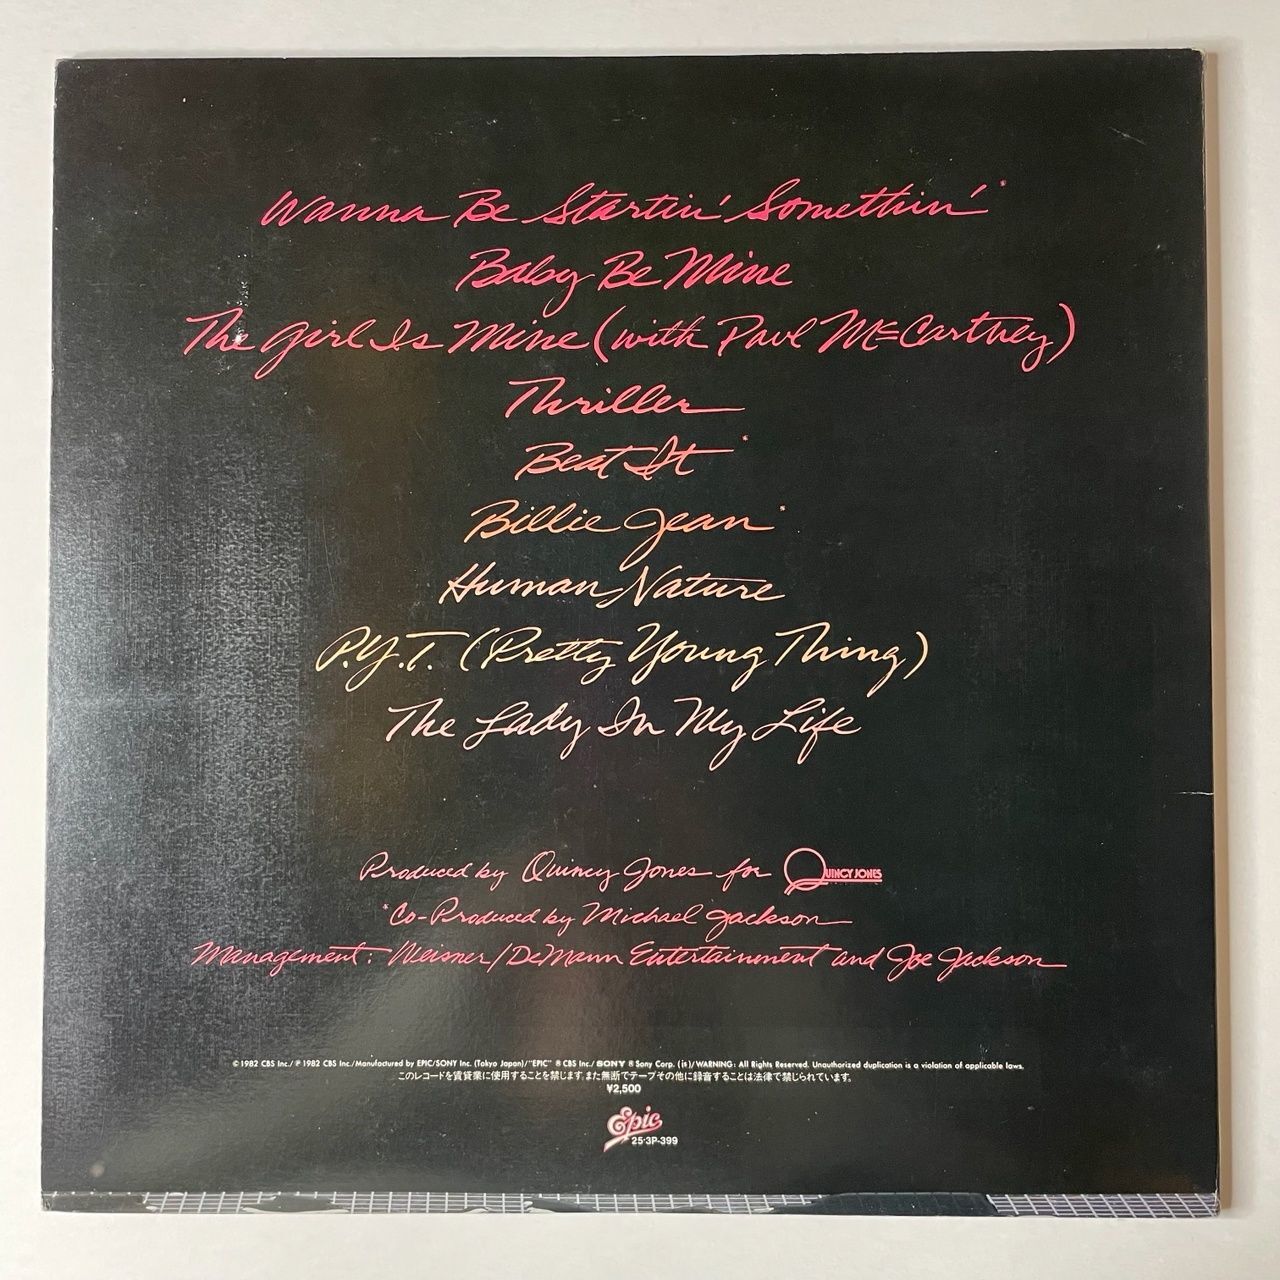 Wanna Be Startin' Somethin'*
Baby Be Mine
The Girl Is Mine (with Paul McCartney)
Thriller
Beat It*
Billie Jean*
Human Nature
P.Y.T. (Pretty Young Thing)
The Lady In My Life
Produced by Quincy Jones for QUINCY JONES
*Co-Produced by Michael Jackson
Management: Weisner/DeMann Entertainment and Joe Jackson
© 1982 CBS Inc./℗ 1982 CBS Inc./Manufactured by EPIC/SONY Inc. (Tokyo Japan)/"EPIC" ® CBS Inc./SONY ® Sony Corp. (Ⓙs)/WARNING: All Rights Reserved. Unauthorized duplication is a violation of applicable laws.
このレコードを賃貸業に使用することを禁じます。また無断でテープその他に録音することは法律で禁じられています。
¥2,500
Epic
25·3P-399